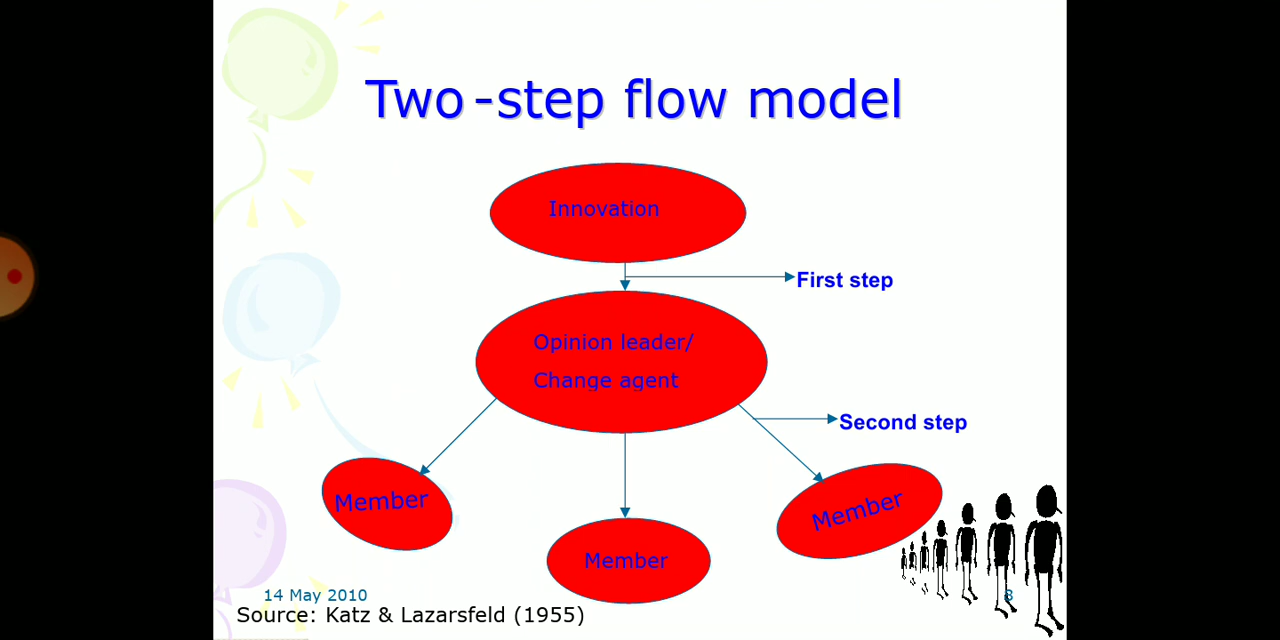 Two-step flow model
Innovation
First step
Opinion leader/
Change agent
Second step
Member
Member
Member
14 May 2010
8
Source: Katz & Lazarsfeld (1955)